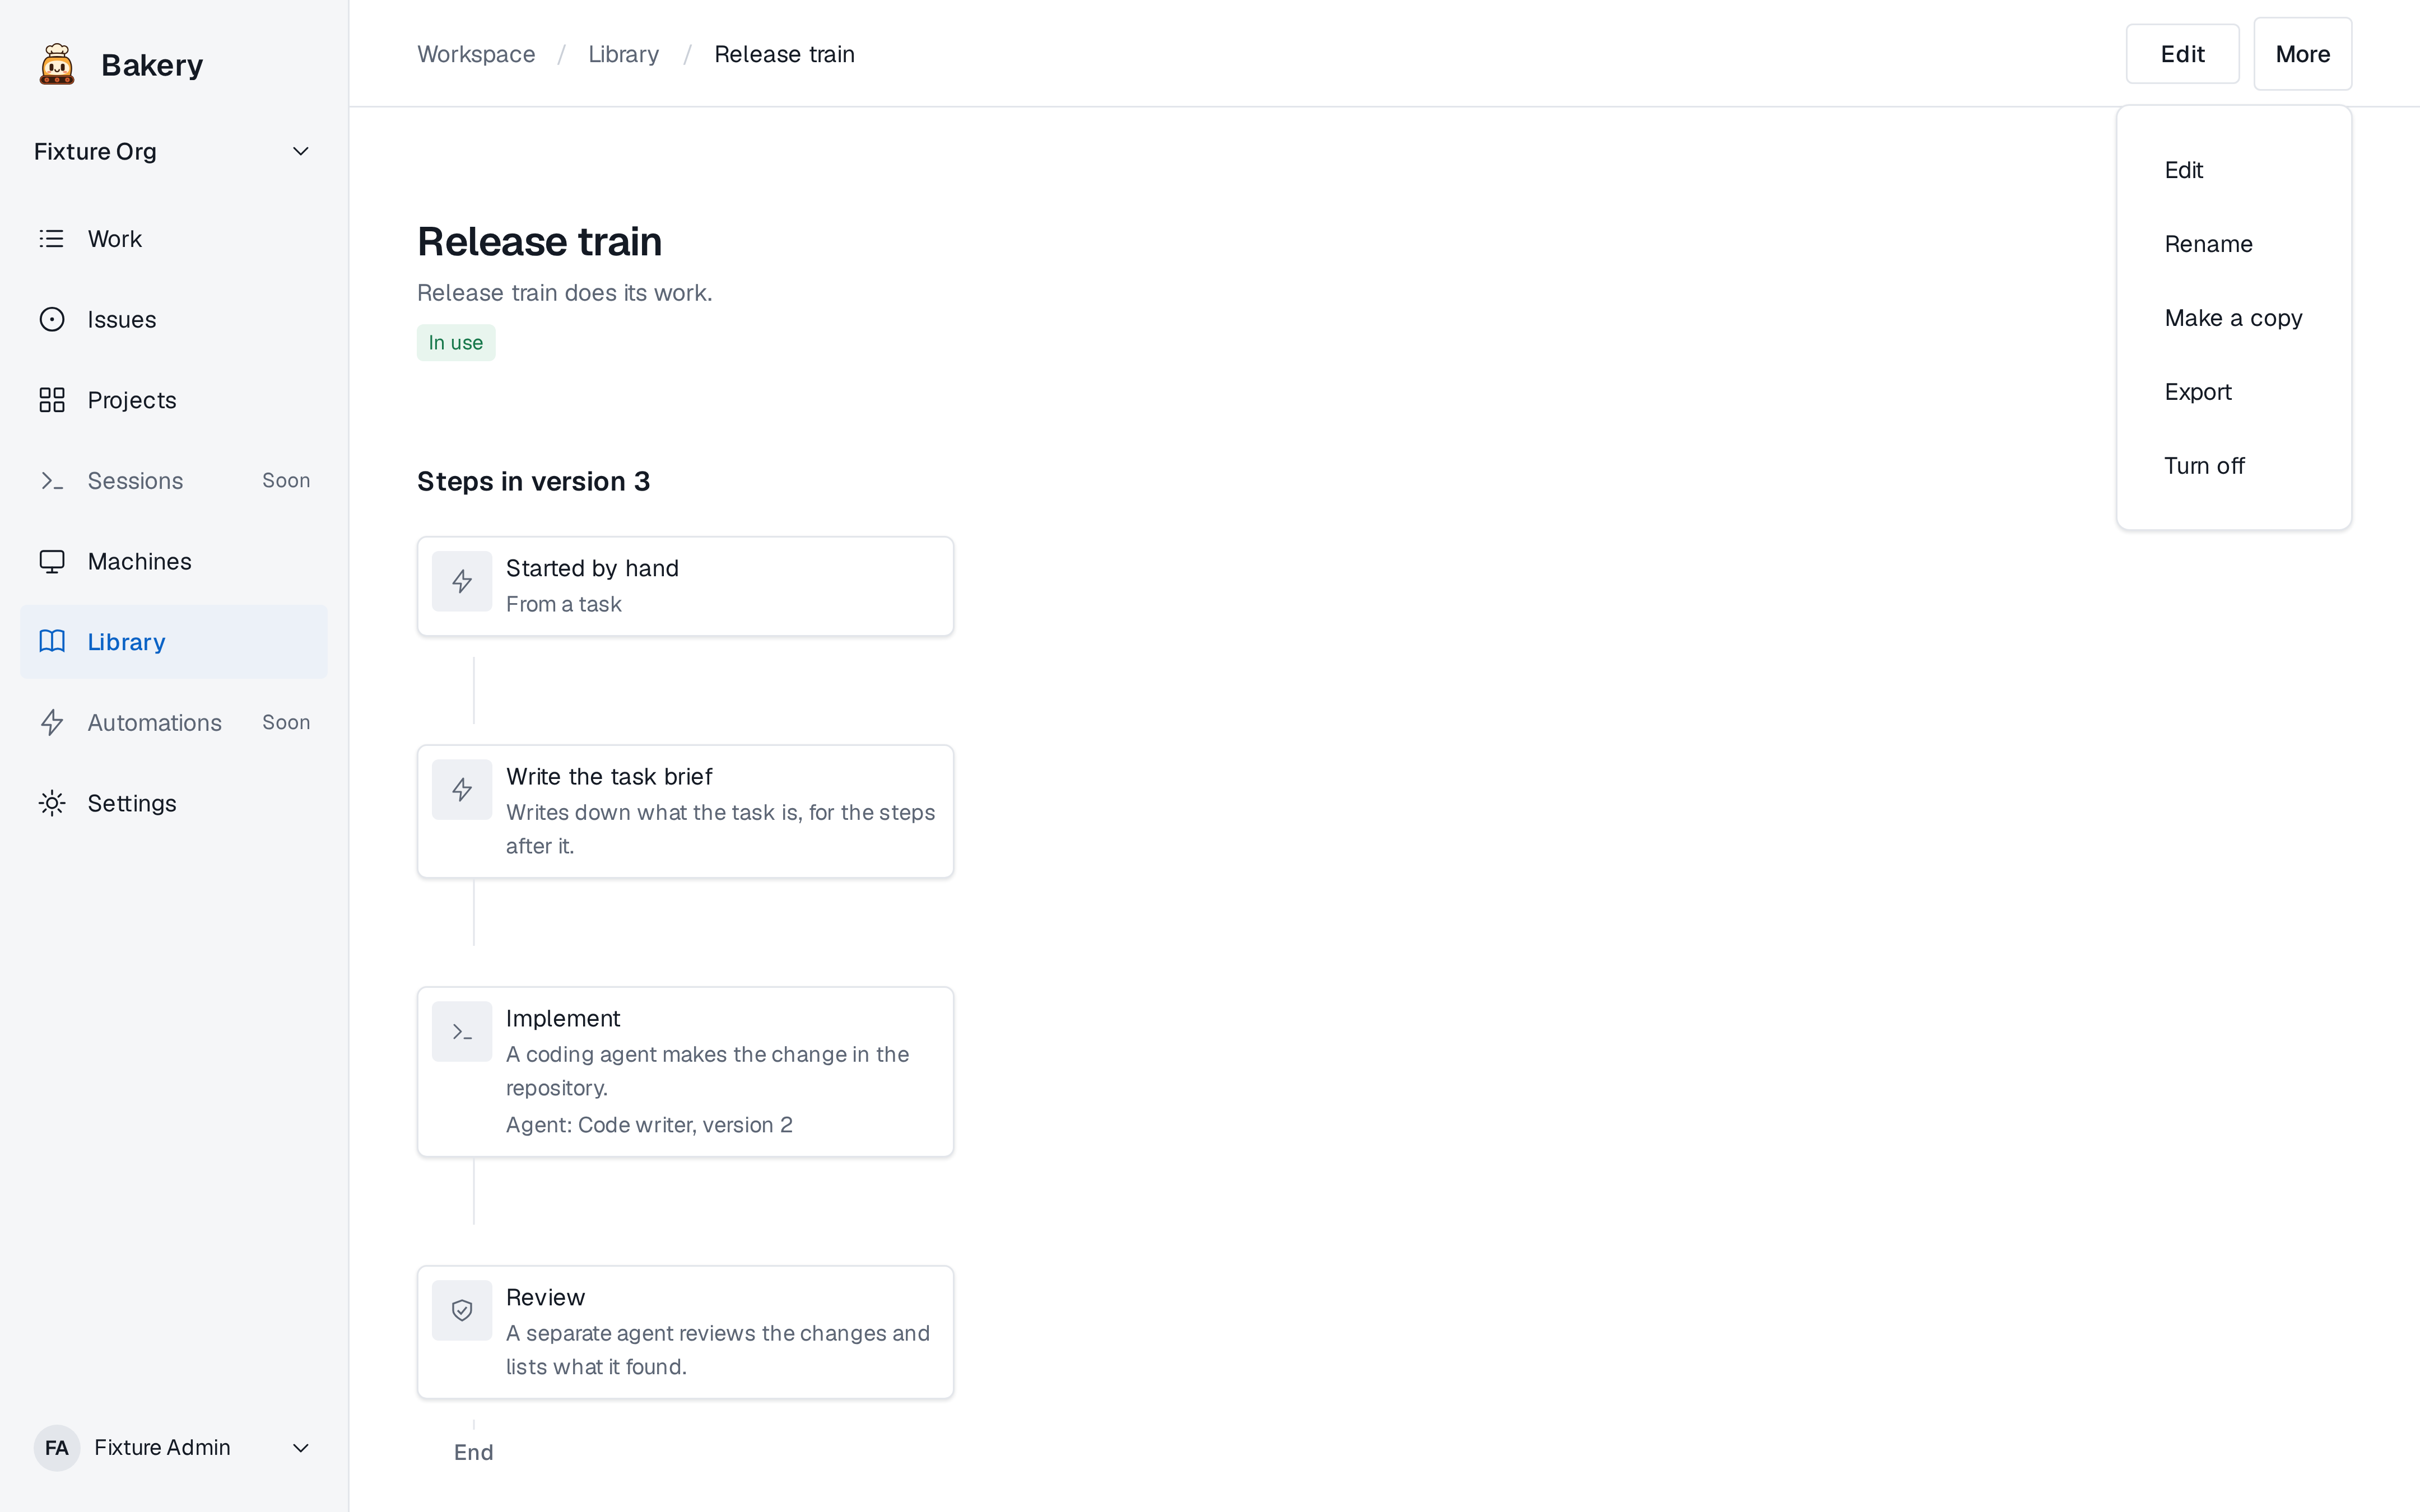 Bakery
Fixture Org
Work
Issues
Projects
Sessions Soon
Machines
Library
Automations Soon
Settings
FA Fixture Admin
Workspace / Library / Release train
Edit
More
Edit
Rename
Make a copy
Export
Turn off
Release train
Release train does its work.
In use
Steps in version 3
Started by hand
From a task
Write the task brief
Writes down what the task is, for the steps
after it.
Implement
A coding agent makes the change in the
repository.
Agent: Code writer, version 2
Review
A separate agent reviews the changes and
lists what it found.
End